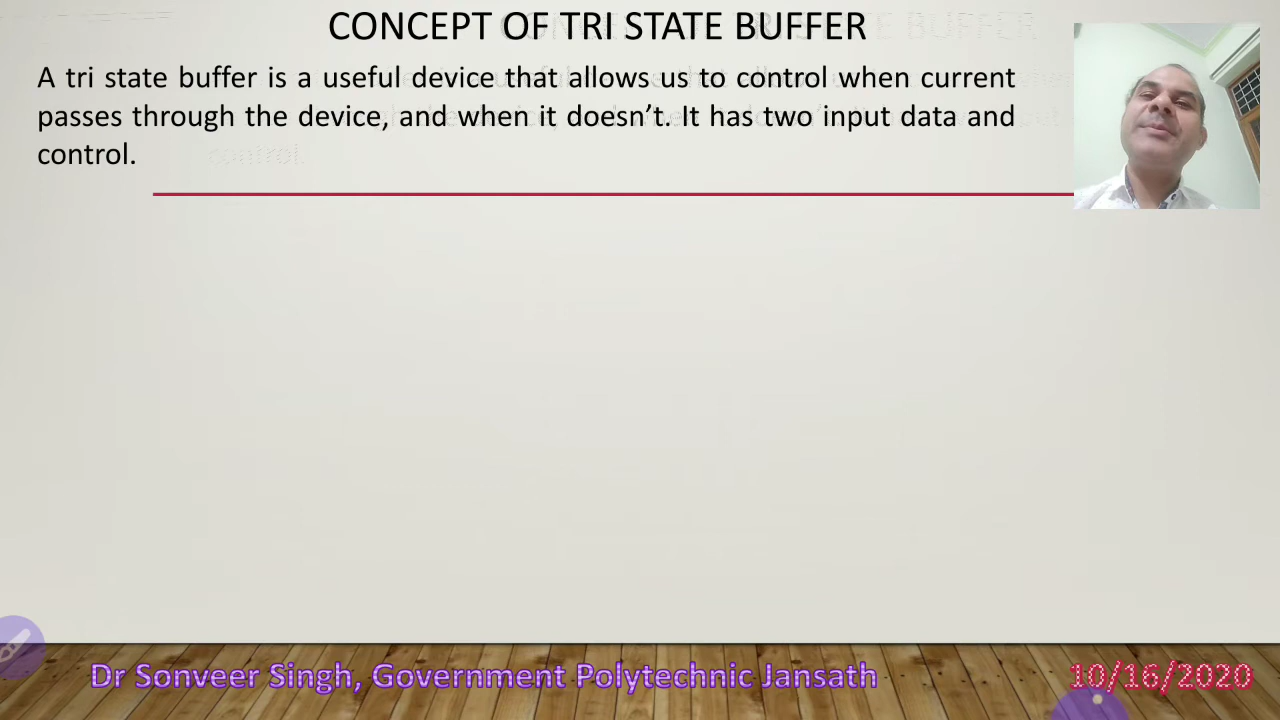 CONCEPT OF TRI STATE BUFFER
A tri state buffer is a useful device that allows us to control when current
passes through the device, and when it doesn’t. It has two input data and
control.
Dr Sonveer Singh, Government Polytechnic Jansath
10/16/2020